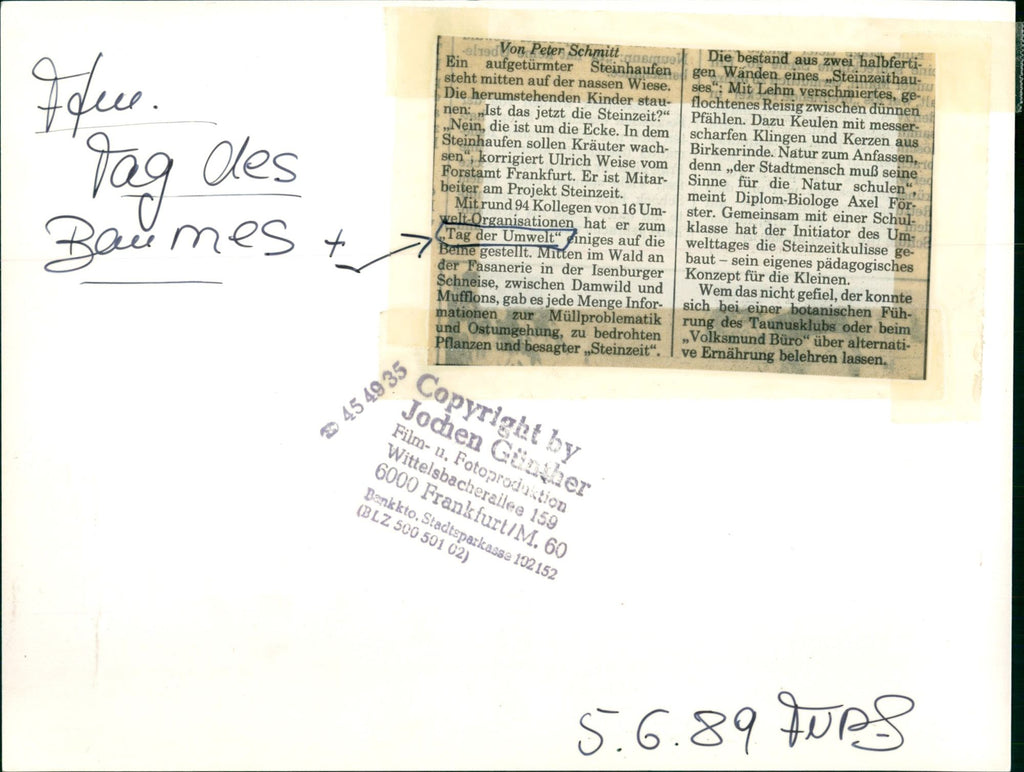 Tag des
Baumes +
Von Peter Schmitt
Ein aufgetürmter Steinhaufen
steht mitten auf der nassen Wiese.
Die herumstehenden Kinder stau-
nen: „Ist das jetzt die Steinzeit?“
„Nein, die ist um die Ecke. In dem
Steinhaufen sollen Kräuter wach-
sen“, korrigiert Ulrich Weise vom
Forstamt Frankfurt. Er ist Mitar-
beiter am Projekt Steinzeit.
Mit rund 94 Kollegen von 16 Um-
welt-Organisationen hat er zum
„Tag der Umwelt“ einiges auf die
Beine gestellt. Mitten im Wald an
der Fasanerie in der Isenburger
Schneise, zwischen Damwild und
Mufflons, gab es jede Menge Infor-
mationen zur Müllproblematik
und Ostumgehung, zu bedrohten
Pflanzen und besagter „Steinzeit“.
Die bestand aus zwei halbferti-
gen Wänden eines „Steinzeithau-
ses“: Mit Lehm verschmiertes, ge-
flochtenes Reisig zwischen dünnen
Pfählen. Dazu Keulen mit messer-
scharfen Klingen und Kerzen aus
Birkenrinde. Natur zum Anfassen,
denn „der Stadtmensch muß seine
Sinne für die Natur schulen“,
meint Diplom-Biologe Axel För-
ster. Gemeinsam mit einer Schul-
klasse hat der Initiator des Um-
welttages die Steinzeitkulisse ge-
baut – sein eigenes pädagogisches
Konzept für die Kleinen.
Wem das nicht gefiel, der konnte
sich bei einer botanischen Füh-
rung des Taunusklubs oder beim
„Volksmund Büro“ über alternati-
ve Ernährung belehren lassen.
45 49 35
Copyright by
Jochen Günther
Film- u. Fotoproduktion
Wittelsbacherallee 159
6000 Frankfurt/M. 60
Bankkto. Stadtsparkasse 102152
(BLZ 500 501 02)
5.6.89